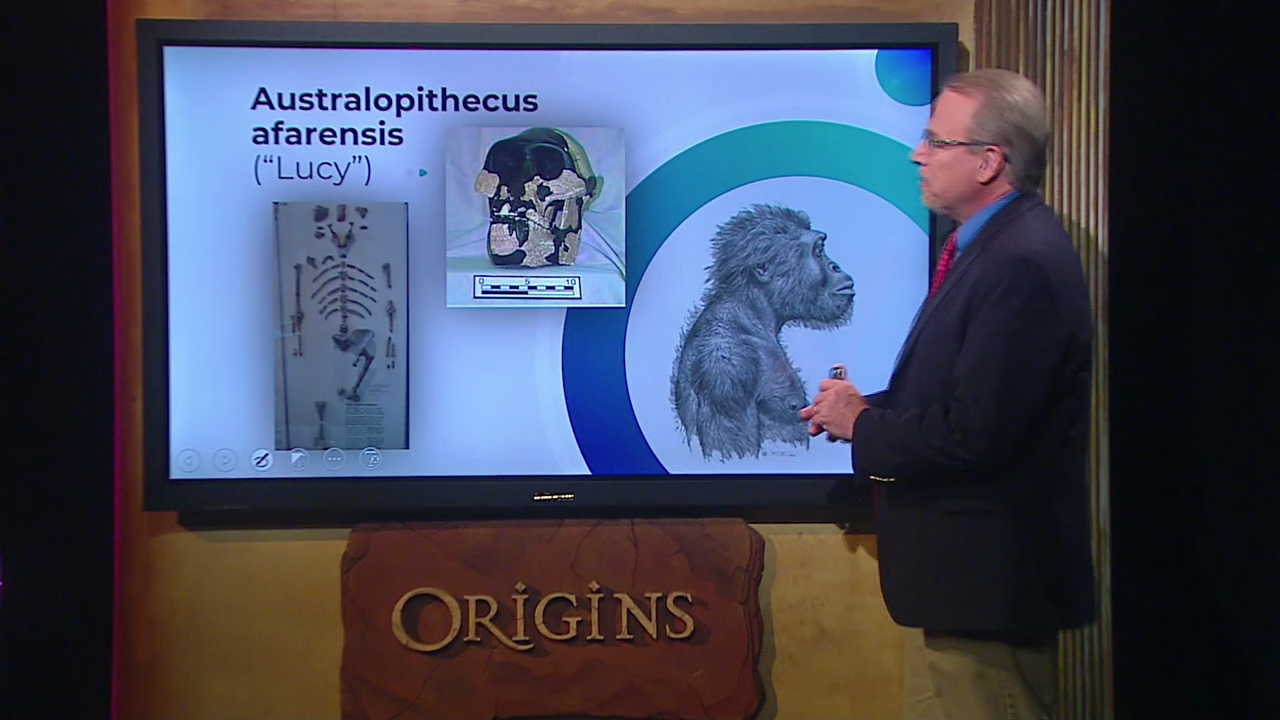 Australopithecus
afarensis
(“Lucy”)
0 5 10
ORIGINS